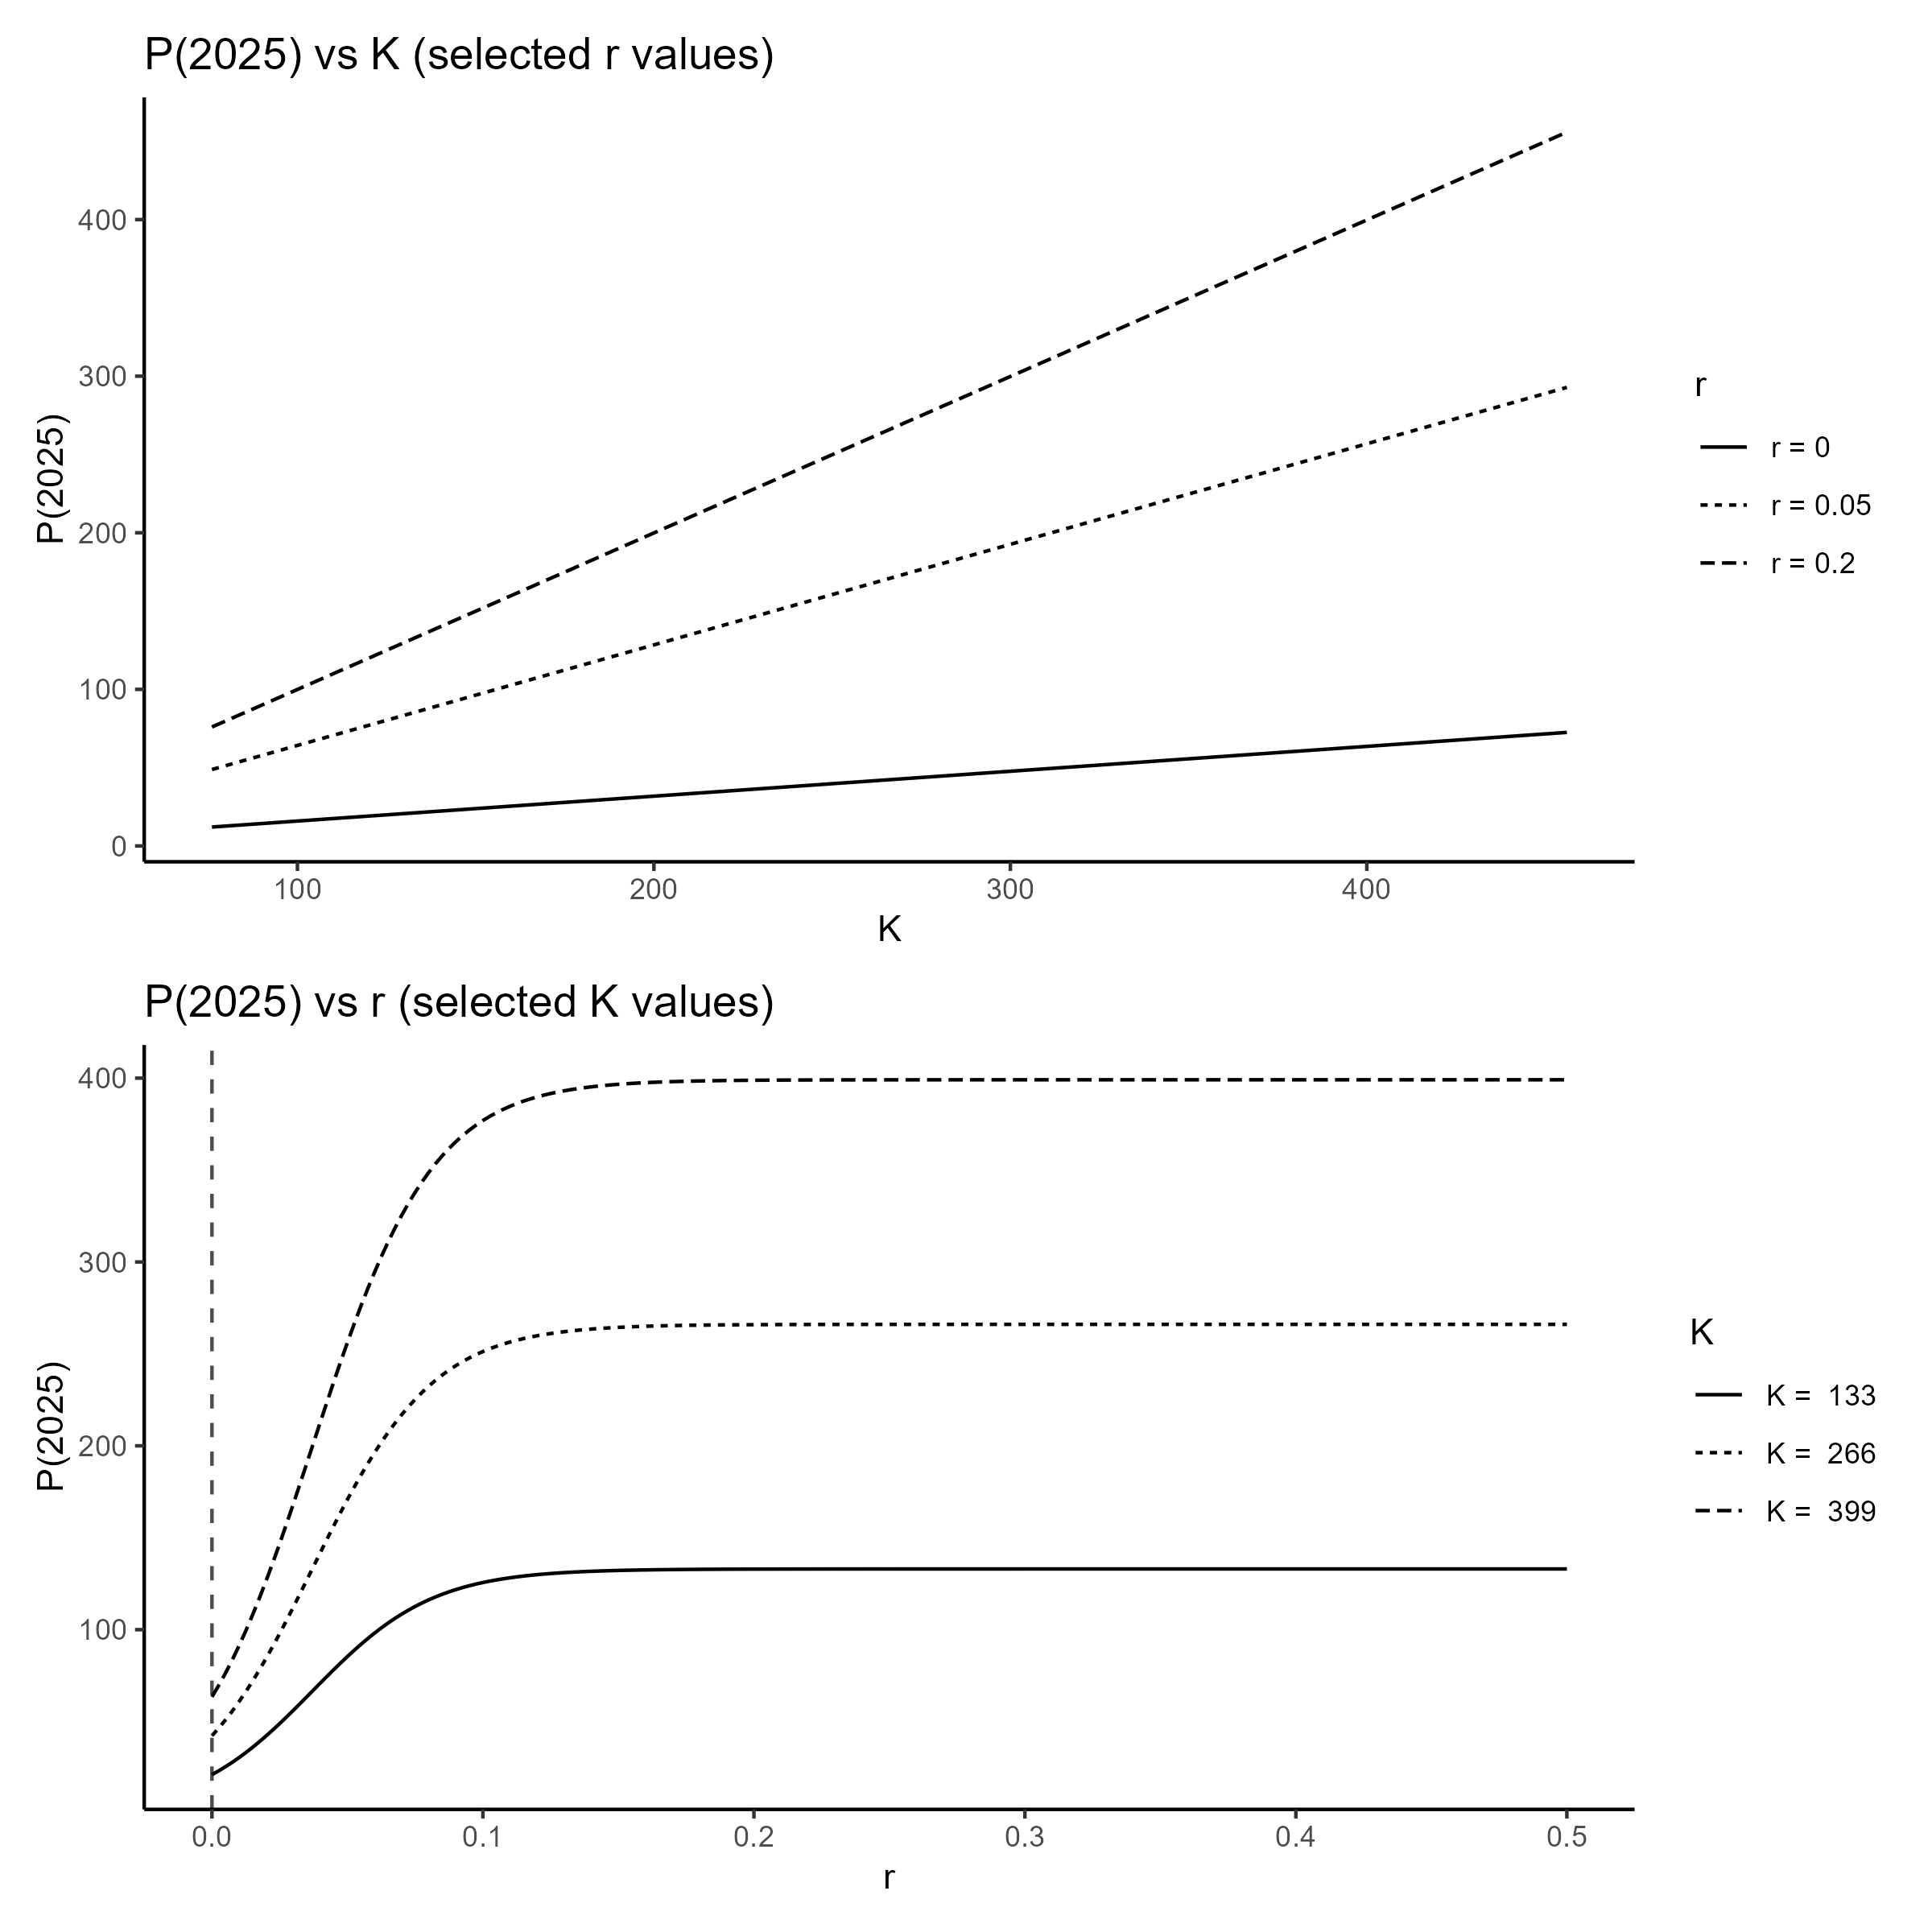 P(2025) vs K (selected r values)
P(2025)
400
300
200
100
0
100 200 300 400
K
r
r = 0
r = 0.05
r = 0.2
P(2025) vs r (selected K values)
P(2025)
400
300
200
100
0.0 0.1 0.2 0.3 0.4 0.5
r
K
K = 133
K = 266
K = 399